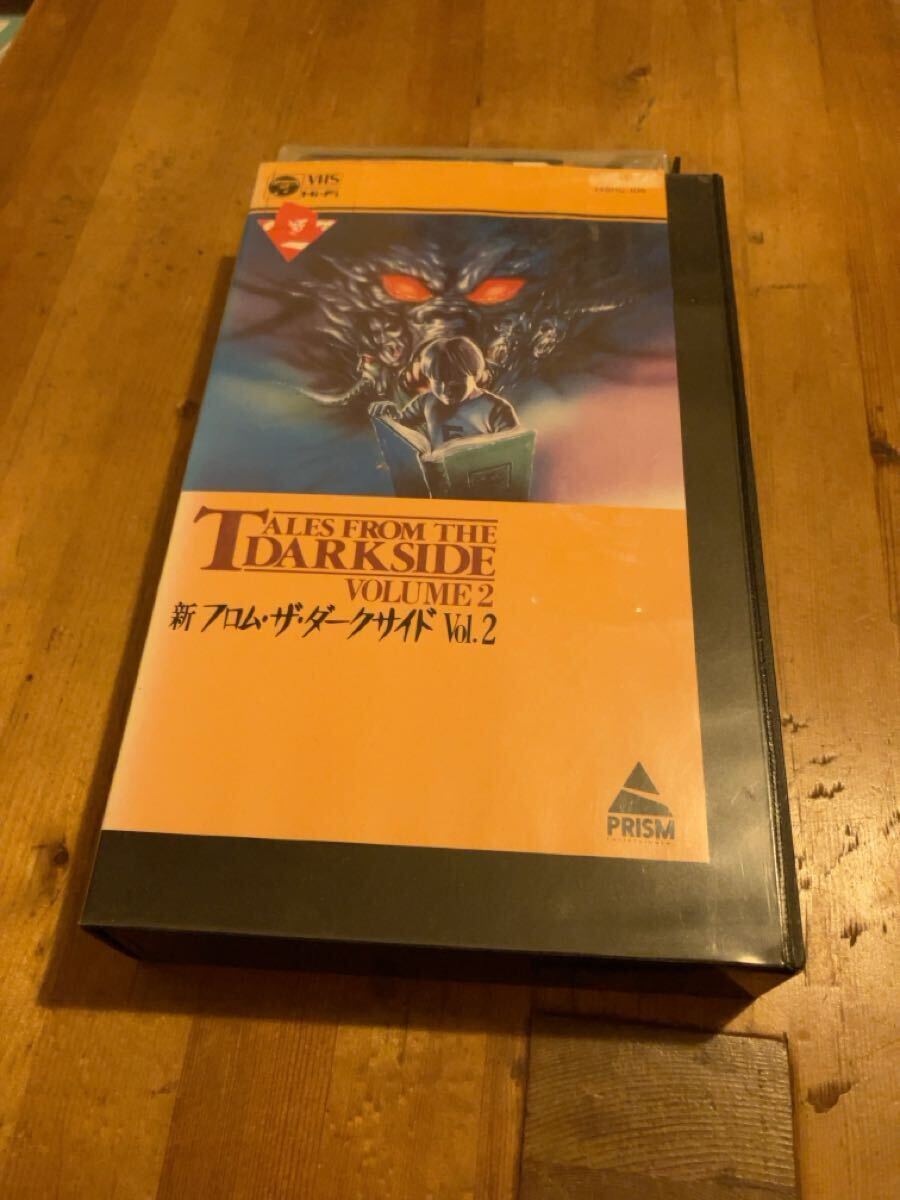 VHS
Hi-Fi
TALES FROM THE
DARKSIDE
VOLUME 2
新 フロム・ザ・ダークサイド Vol.2
PRISM